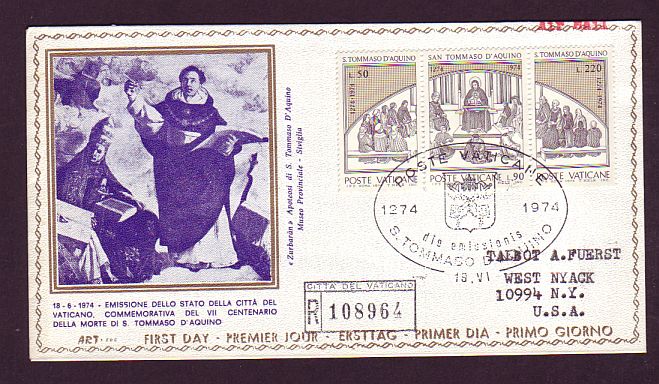 AIR MAIL
S. TOMMASO D'AQUINO
L. 50
1274 • 1974
POSTE VATICANE
SAN TOMMASO D'AQUINO
1274 1974
POSTE VATICANE L. 90
S. TOMMASO D'AQUINO
L. 220
1274 • 1974
POSTE VATICANE
POSTE VATICANE
1274 1974
die emissionis
S. TOMMASO D'AQUINO
18.VI
« Zurbarán » Apoteosi di S. Tommaso D'Aquino
Museo Provinciale - Siviglia
18 - 6 - 1974 - EMISSIONE DELLO STATO DELLA CITTÀ DEL
VATICANO, COMMEMORATIVA DEL VII CENTENARIO
DELLA MORTE DI S. TOMMASO D'AQUINO
CITTÀ DEL VATICANO
R 108964
TALBOT A.FUERST
WEST NYACK
10994 N.Y.
U.S.A.
FIRST DAY - PREMIER JOUR - ERSTTAG - PRIMER DIA - PRIMO GIORNO